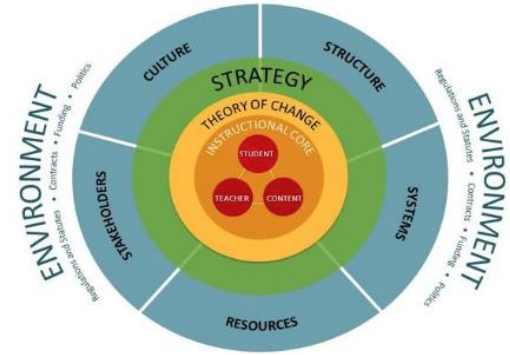 CULTURE
STRUCTURE
STRATEGY
THEORY OF CHANGE
INSTRUCTIONAL CORE
STUDENT
TEACHER
CONTENT
STAKEHOLDERS
SYSTEMS
RESOURCES
ENVIRONMENT
Regulations and Statutes • Contracts • Funding • Politics
ENVIRONMENT
Regulations and Statutes • Contracts • Funding • Politics